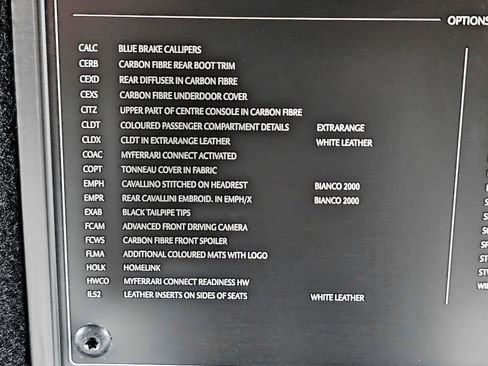 OPTIONS
CALC BLUE BRAKE CALLIPERS
CERB CARBON FIBRE REAR BOOT TRIM
CEXD REAR DIFFUSER IN CARBON FIBRE
CEXS CARBON FIBRE UNDERDOOR COVER
CITZ UPPER PART OF CENTRE CONSOLE IN CARBON FIBRE
CLDT COLOURED PASSENGER COMPARTMENT DETAILS EXTRARANGE
CLDX CLDT IN EXTRARANGE LEATHER WHITE LEATHER
COAC MYFERRARI CONNECT ACTIVATED
COPT TONNEAU COVER IN FABRIC
EMPH CAVALLINO STITCHED ON HEADREST BIANCO 2000
EMPR REAR CAVALLINI EMBROID. IN EMPH/X BIANCO 2000
EXAB BLACK TAILPIPE TIPS
FCAM ADVANCED FRONT DRIVING CAMERA
FCWS CARBON FIBRE FRONT SPOILER
FLMA ADDITIONAL COLOURED MATS WITH LOGO
HOLK HOMELINK
HWCO MYFERRARI CONNECT READINESS HW
ILS2 LEATHER INSERTS ON SIDES OF SEATS WHITE LEATHER